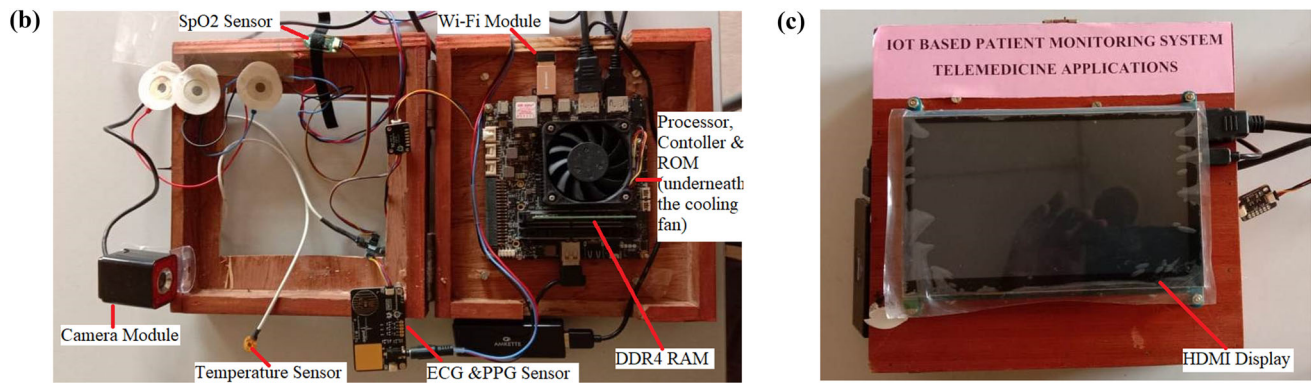 (b)
SpO2 Sensor
Wi-Fi Module
Processor,
Contoller &
ROM
(underneath
the cooling
fan)
Camera Module
Temperature Sensor
ECG &PPG Sensor
AMKETTE
DDR4 RAM
(c)
IOT BASED PATIENT MONITORING SYSTEM
TELEMEDICINE APPLICATIONS
HDMI Display